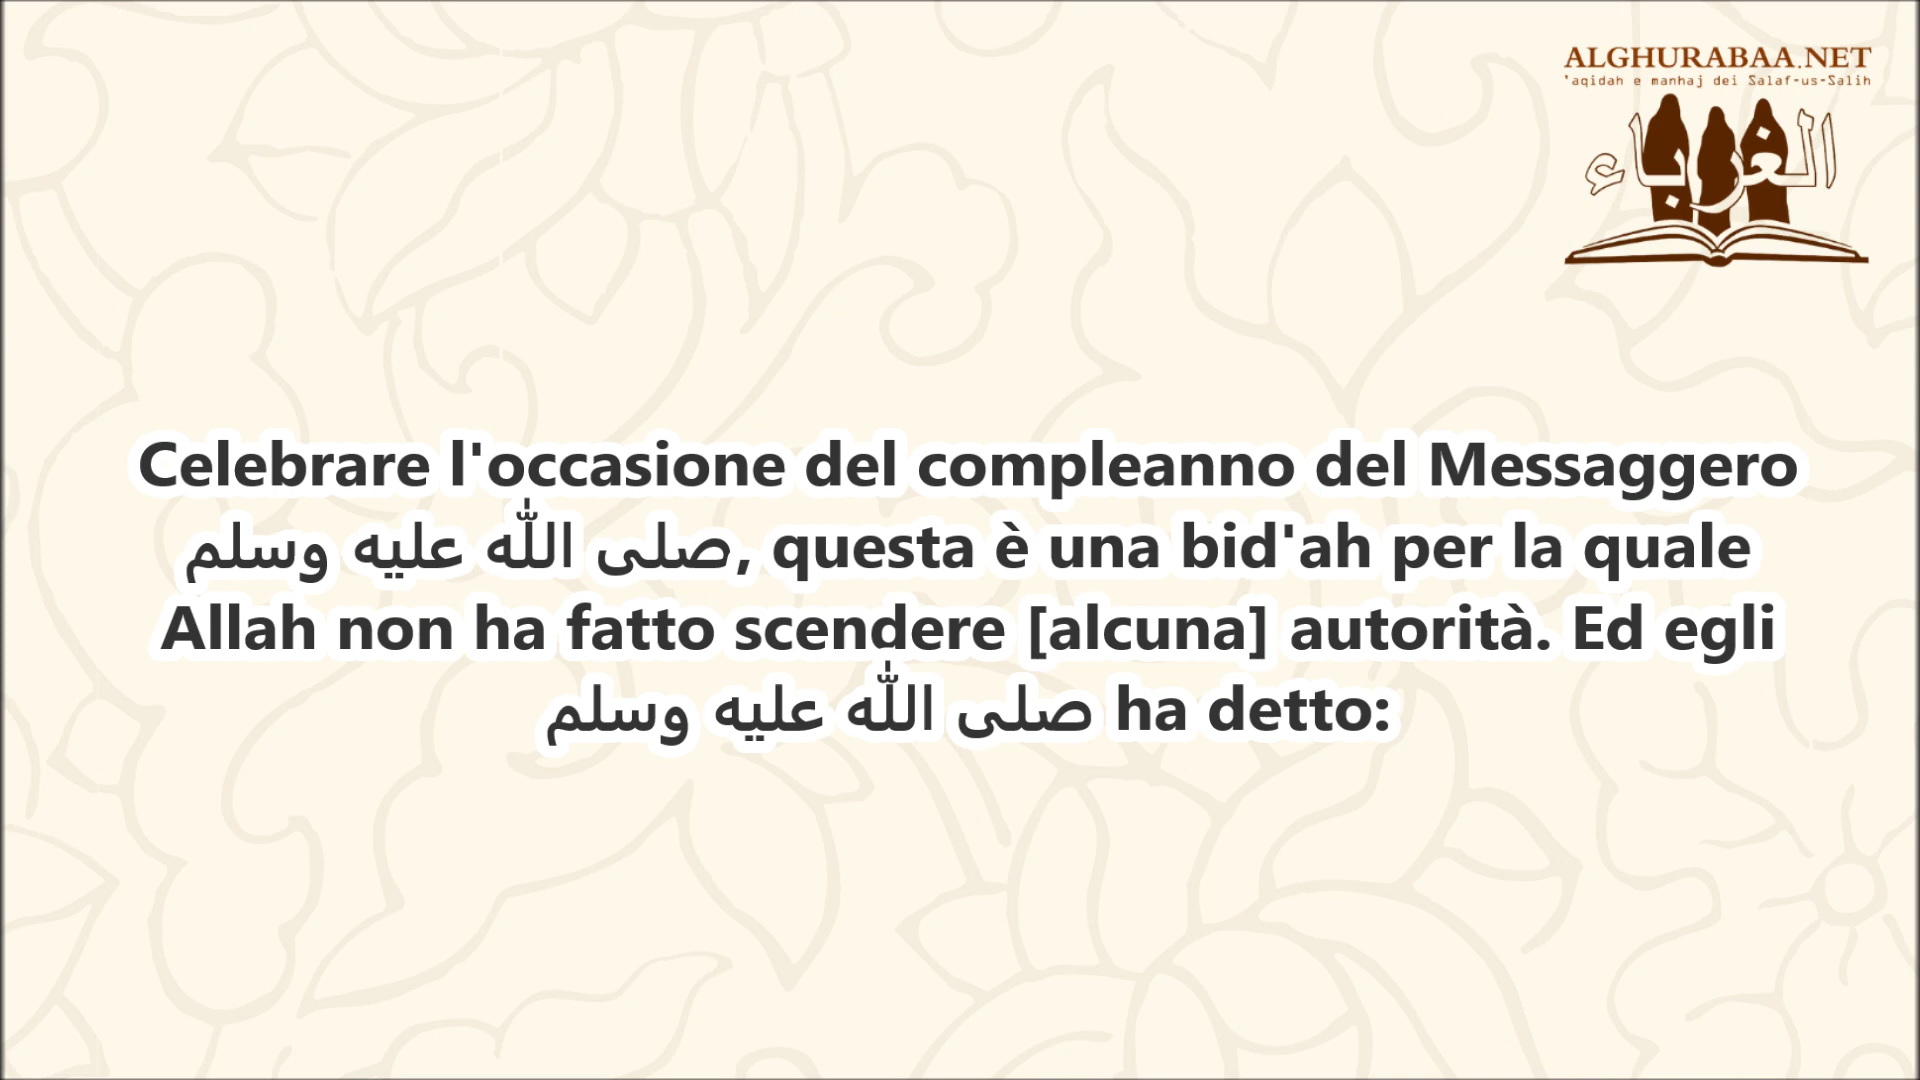 ALGHURABAA.NET
'aqidah e manhaj dei Salaf-us-Salih
الغرباء
Celebrare l'occasione del compleanno del Messaggero
صلى الله عليه وسلم, questa è una bid'ah per la quale
Allah non ha fatto scendere [alcuna] autorità. Ed egli
صلى الله عليه وسلم ha detto: